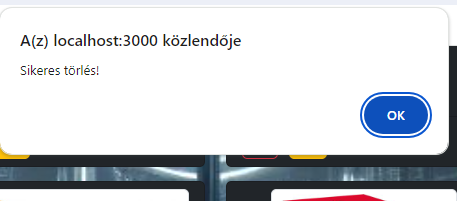 A(z) localhost:3000 közlendője
Sikeres törlés!
OK